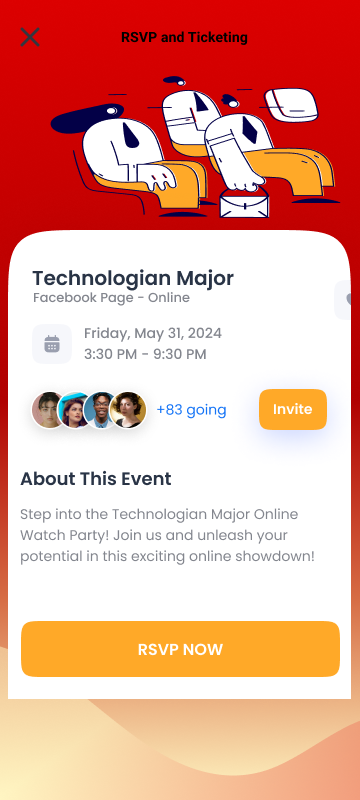 RSVP and Ticketing
Technologian Major
Facebook Page - Online
Friday, May 31, 2024
3:30 PM - 9:30 PM
+83 going
Invite
About This Event
Step into the Technologian Major Online
Watch Party! Join us and unleash your
potential in this exciting online showdown!
RSVP NOW